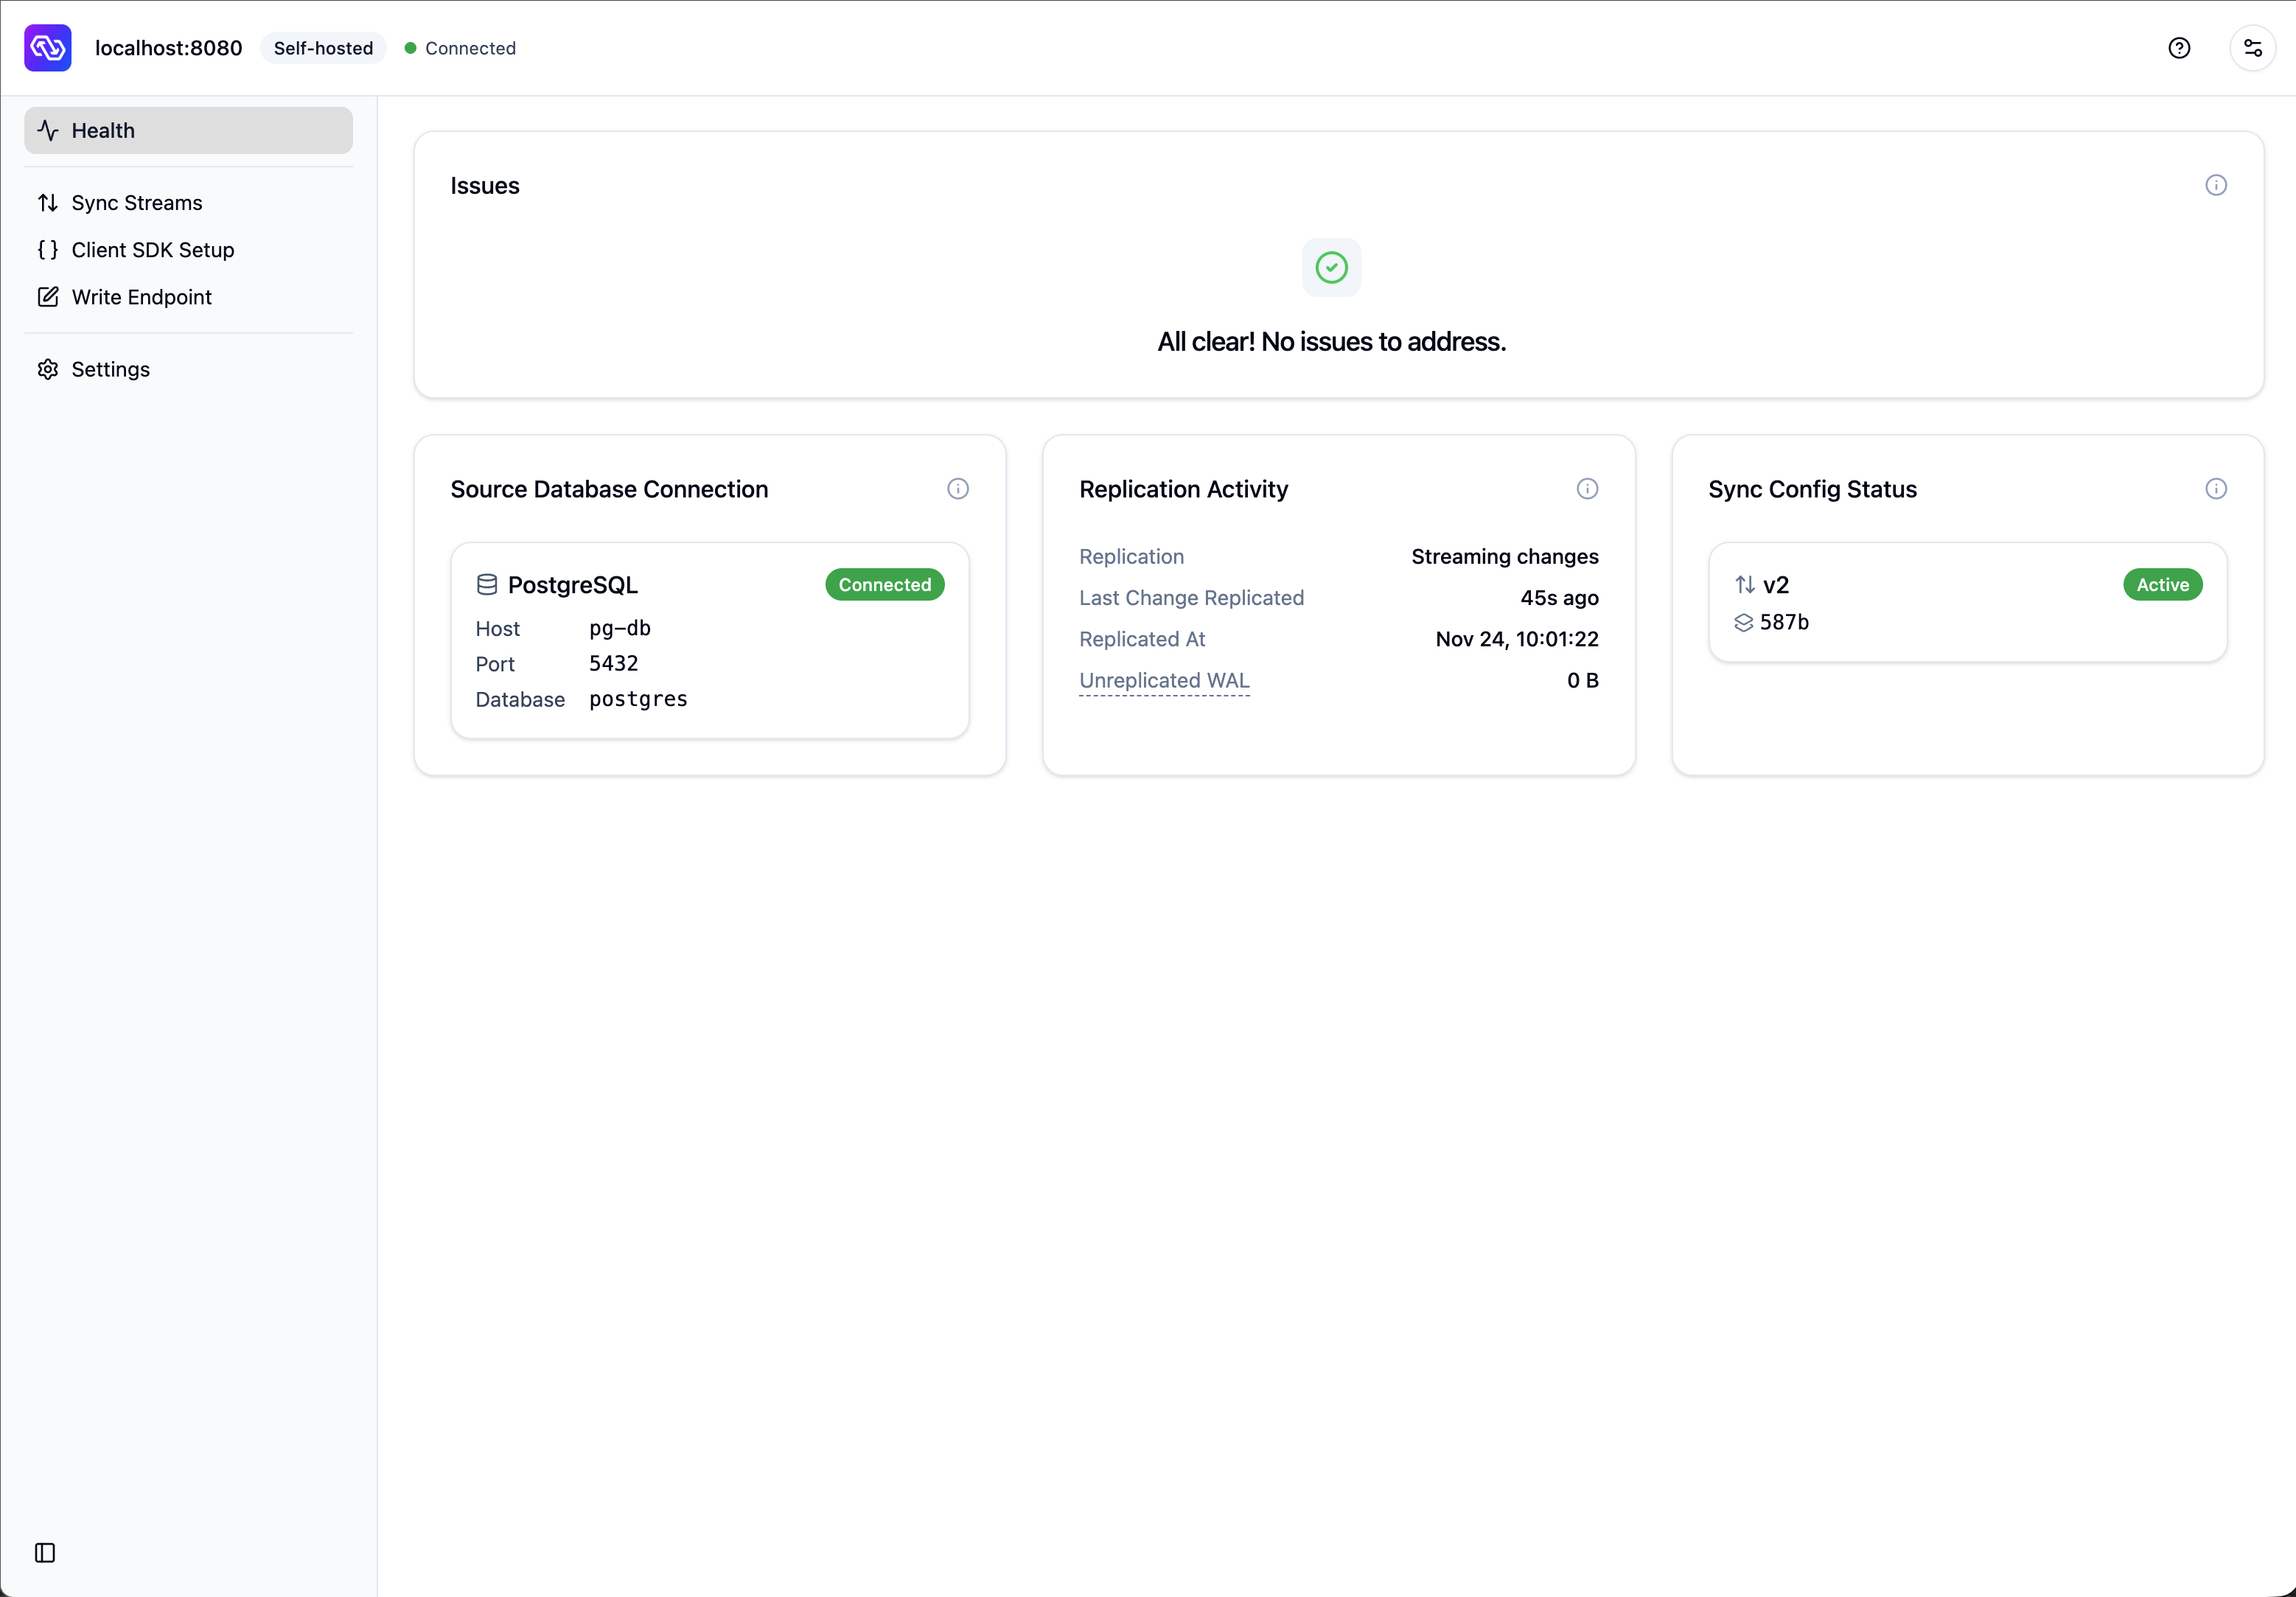 localhost:8080 Self-hosted Connected
Health
Sync Streams
Client SDK Setup
Write Endpoint
Settings
Issues
All clear! No issues to address.
Source Database Connection
PostgreSQL Connected
Host pg-db
Port 5432
Database postgres
Replication Activity
Replication Streaming changes
Last Change Replicated 45s ago
Replicated At Nov 24, 10:01:22
Unreplicated WAL 0 B
Sync Config Status
v2 Active
587b